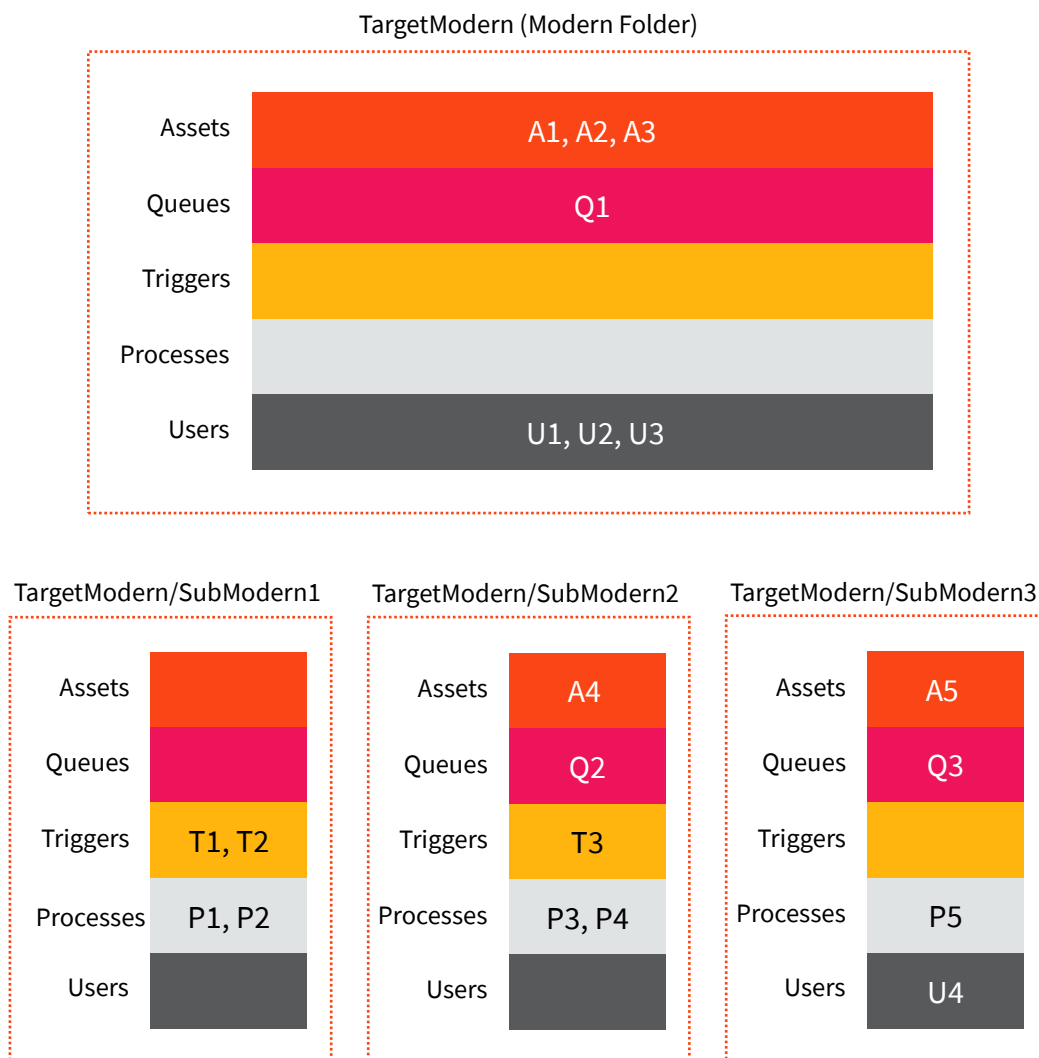 TargetModern (Modern Folder)
Assets A1, A2, A3
Queues Q1
Triggers
Processes
Users U1, U2, U3
TargetModern/SubModern1
Assets
Queues
Triggers T1, T2
Processes P1, P2
Users
TargetModern/SubModern2
Assets A4
Queues Q2
Triggers T3
Processes P3, P4
Users
TargetModern/SubModern3
Assets A5
Queues Q3
Triggers
Processes P5
Users U4